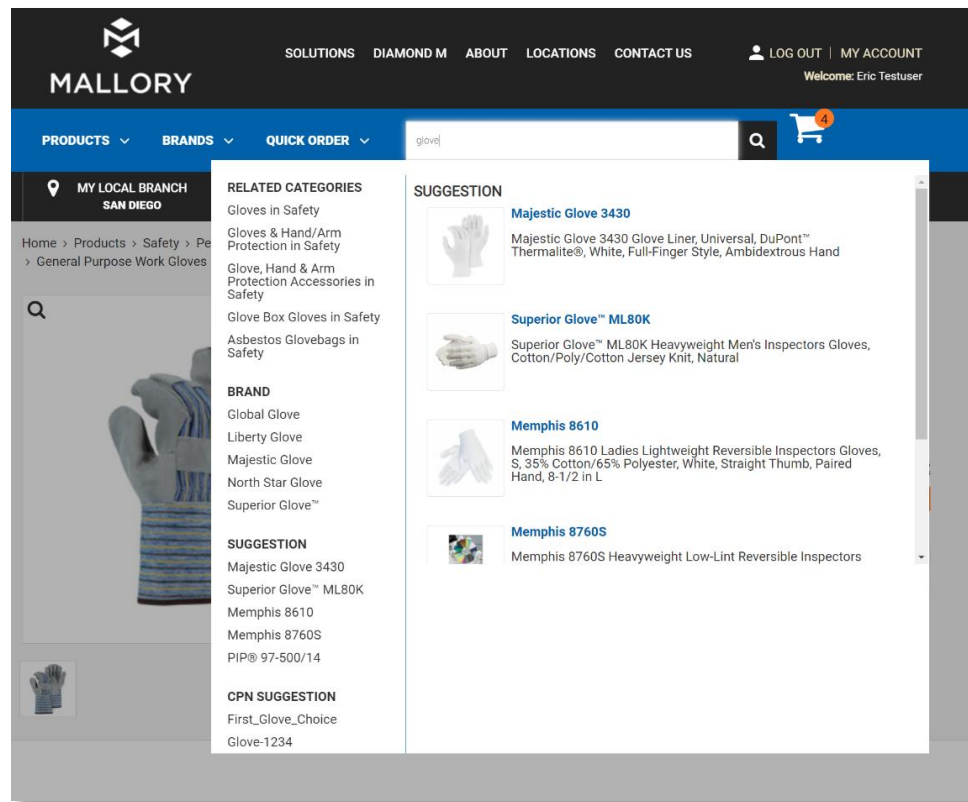 MALLORY
SOLUTIONS DIAMOND M ABOUT LOCATIONS CONTACT US
LOG OUT | MY ACCOUNT
Welcome: Eric Testuser
PRODUCTS BRANDS QUICK ORDER
glove
4
MY LOCAL BRANCH
SAN DIEGO
Home > Products > Safety > Pe
> General Purpose Work Gloves
RELATED CATEGORIES
Gloves in Safety
Gloves & Hand/Arm
Protection in Safety
Glove, Hand & Arm
Protection Accessories in
Safety
Glove Box Gloves in Safety
Asbestos Glovebags in
Safety
BRAND
Global Glove
Liberty Glove
Majestic Glove
North Star Glove
Superior Glove™
SUGGESTION
Majestic Glove 3430
Superior Glove™ ML80K
Memphis 8610
Memphis 8760S
PIP® 97-500/14
CPN SUGGESTION
First_Glove_Choice
Glove-1234
SUGGESTION
Majestic Glove 3430
Majestic Glove 3430 Glove Liner, Universal, DuPont™
Thermalite®, White, Full-Finger Style, Ambidextrous Hand
Superior Glove™ ML80K
Superior Glove™ ML80K Heavyweight Men's Inspectors Gloves,
Cotton/Poly/Cotton Jersey Knit, Natural
Memphis 8610
Memphis 8610 Ladies Lightweight Reversible Inspectors Gloves,
S, 35% Cotton/65% Polyester, White, Straight Thumb, Paired
Hand, 8-1/2 in L
Memphis 8760S
Memphis 8760S Heavyweight Low-Lint Reversible Inspectors